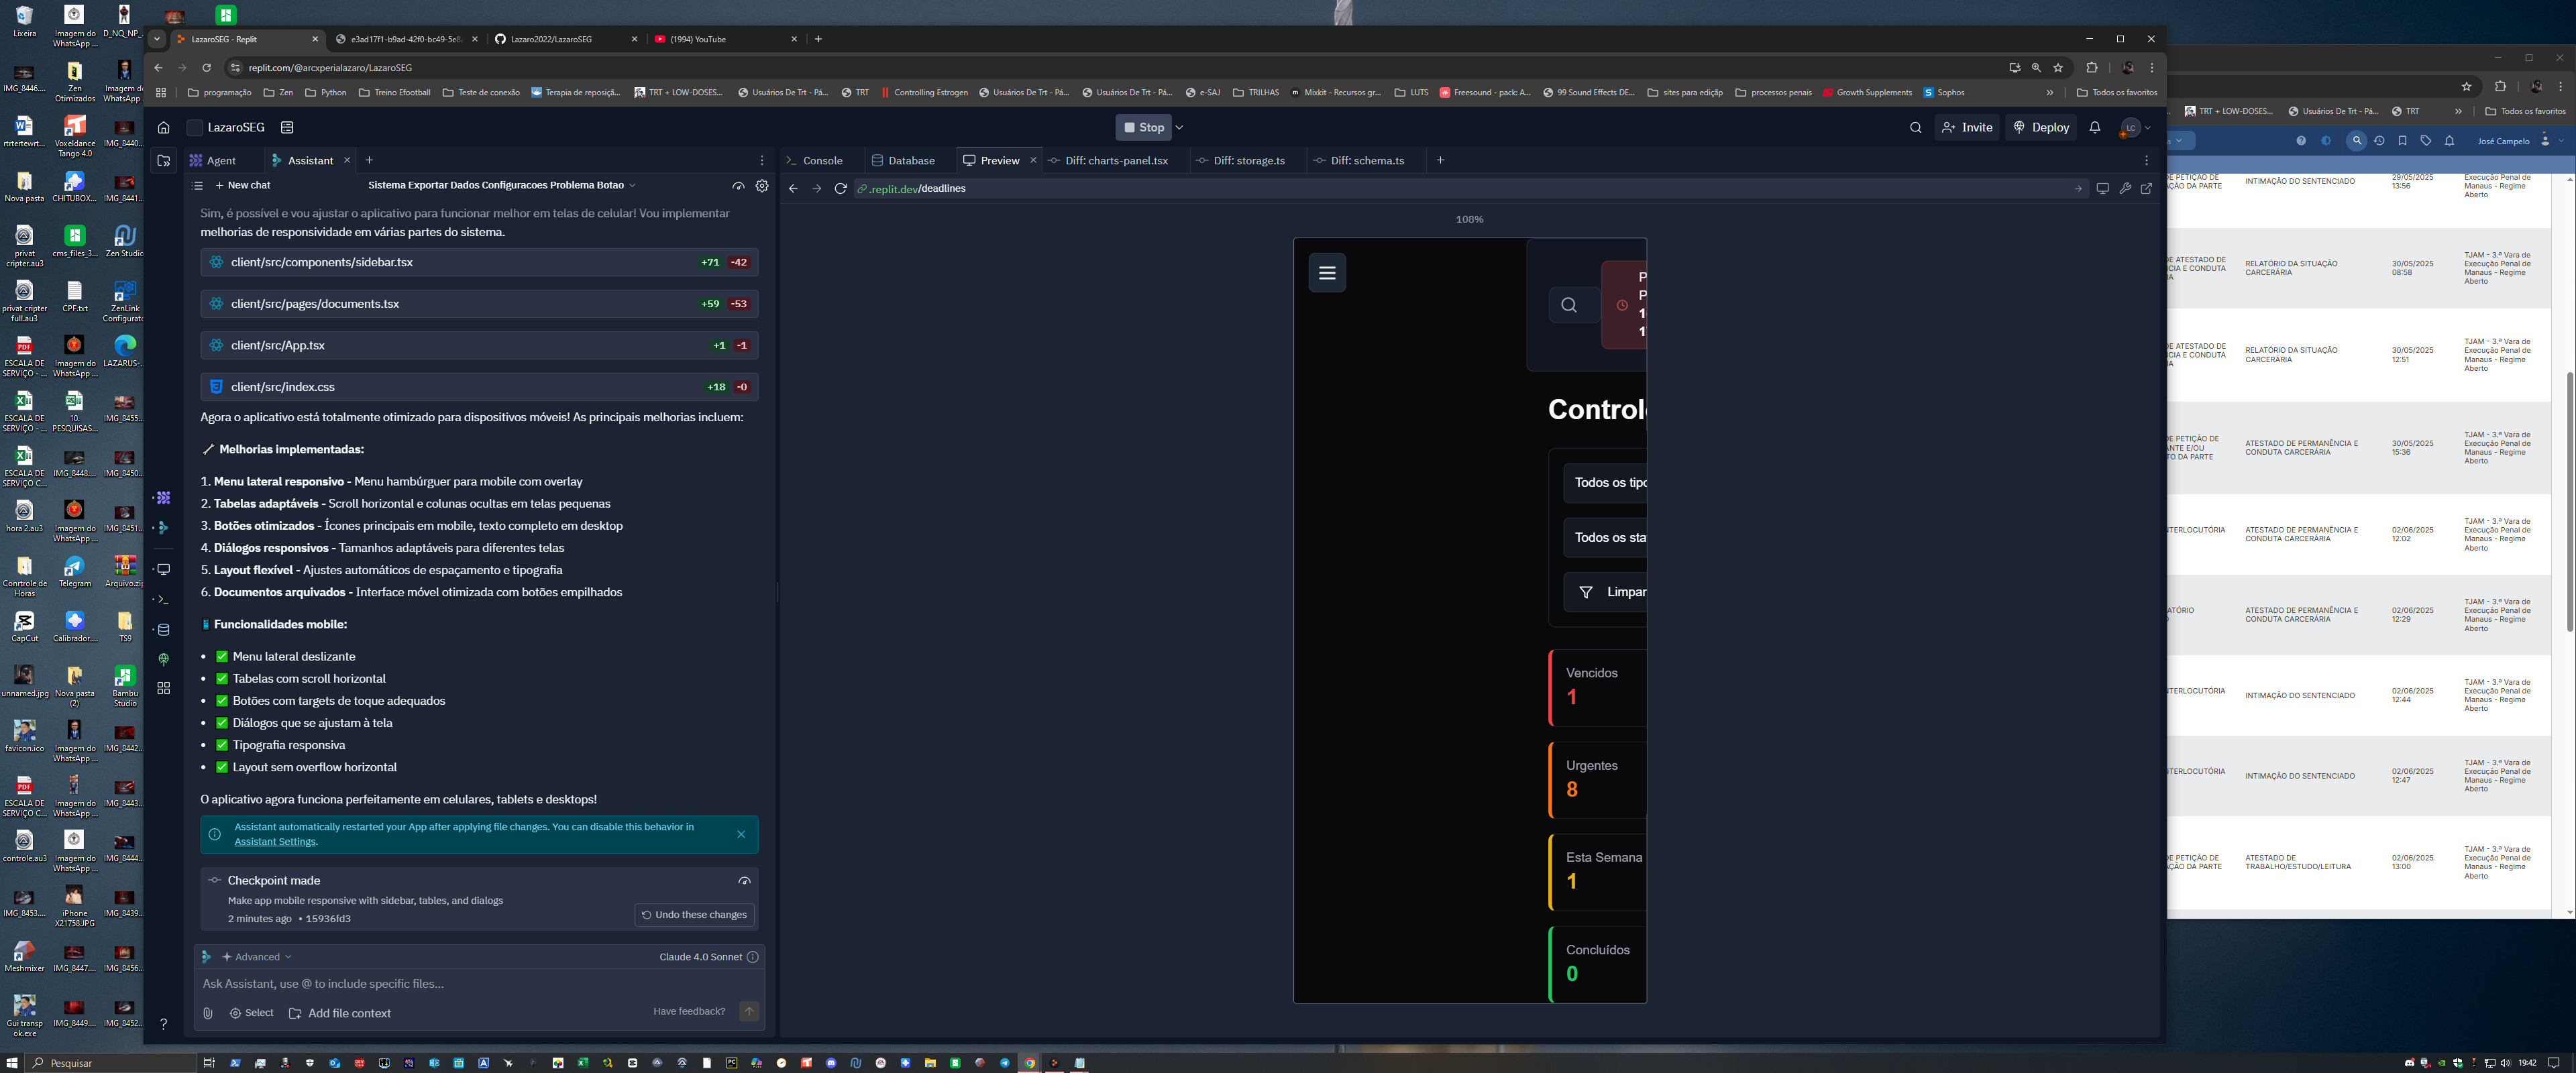 Lixeira
Imagem do
WhatsApp ...
D_NQ_NP_
IMG_8446....
Zen
Otimizados
Imagem do
WhatsApp
rtrtertewrt...
Voxeldance
Tango 4.0
IMG_8440...
Nova pasta
CHITUBOX...
IMG_8441...
privat
cripter.au3
cms_files_3...
Zen Studio
privat cripter
full.au3
CPF.txt
ZenLink
Configurato
ESCALA DE
SERVIÇO - ...
Imagem do
WhatsApp ...
LAZARUS-...
ESCALA DE
SERVIÇO - ...
10.
PESQUISAS...
IMG_8455...
ESCALA DE
SERVIÇO C...
IMG_8448....
IMG_8450...
hora 2.au3
Imagem do
WhatsApp ...
IMG_8451...
Conrtrole de
Horas
Telegram
Arquivo.zip
CapCut
Calibrador....
TS9
unnamed.jpg
Nova pasta
(2)
Bambu
Studio
favicon.ico
Imagem do
WhatsApp ...
IMG_8442...
ESCALA DE
SERVIÇO C...
Imagem do
WhatsApp ...
IMG_8443...
controle.au3
Imagem do
WhatsApp ...
IMG_8444...
IMG_8453....
iPhone
X21758.JPG
IMG_8439...
Meshmixer
IMG_8447....
IMG_8456...
Gui transp
ok.exe
IMG_8449....
IMG_8452...
LazaroSEG - Replit
e3ad17f1-b9ad-42f0-bc49-5e8
Lazaro2022/LazaroSEG
(1994) YouTube
replit.com/@arcxperialazaro/LazaroSEG
programação
Zen
Python
Treino Efootball
Teste de conexão
Terapia de reposiçã...
TRT + LOW-DOSES...
Usuários De Trt - Pá...
TRT
Controlling Estrogen
Usuários De Trt - Pá...
Usuários De Trt - Pá...
e-SAJ
TRILHAS
Mixkit - Recursos gr...
LUTS
Freesound - pack: A...
99 Sound Effects DE...
sites para edição
processos penais
Growth Supplements
Sophos
»
Todos os favoritos
LazaroSEG
Stop
Invite
Deploy
LC
Agent
Assistant
New chat
Sistema Exportar Dados Configuracoes Problema Botao
Sim, é possível e vou ajustar o aplicativo para funcionar melhor em telas de celular! Vou implementar
melhorias de responsividade em várias partes do sistema.
client/src/components/sidebar.tsx +71 -42
client/src/pages/documents.tsx +59 -53
client/src/App.tsx +1 -1
client/src/index.css +18 -0
Agora o aplicativo está totalmente otimizado para dispositivos móveis! As principais melhorias incluem:
Melhorias implementadas:
1. Menu lateral responsivo - Menu hambúrguer para mobile com overlay
2. Tabelas adaptáveis - Scroll horizontal e colunas ocultas em telas pequenas
3. Botões otimizados - Ícones principais em mobile, texto completo em desktop
4. Diálogos responsivos - Tamanhos adaptáveis para diferentes telas
5. Layout flexível - Ajustes automáticos de espaçamento e tipografia
6. Documentos arquivados - Interface móvel otimizada com botões empilhados
Funcionalidades mobile:
• ✅ Menu lateral deslizante
• ✅ Tabelas com scroll horizontal
• ✅ Botões com targets de toque adequados
• ✅ Diálogos que se ajustam à tela
• ✅ Tipografia responsiva
• ✅ Layout sem overflow horizontal
O aplicativo agora funciona perfeitamente em celulares, tablets e desktops!
Assistant automatically restarted your App after applying file changes. You can disable this behavior in
Assistant Settings.
Checkpoint made
Make app mobile responsive with sidebar, tables, and dialogs
2 minutes ago • 15936fd3
Undo these changes
Advanced
Claude 4.0 Sonnet
Ask Assistant, use @ to include specific files...
Select
Add file context
Have feedback?
Console
Database
Preview
Diff: charts-panel.tsx
Diff: storage.ts
Diff: schema.ts
.replit.dev/deadlines
108%
P
P
1
1
Control
Todos os tipo
Todos os sta
Limpar
Vencidos
1
Urgentes
8
Esta Semana
1
Concluídos
0
TRT + LOW-DOSES...
Usuários De Trt - Pá...
TRT
»
Todos os favoritos
José Campelo
E PETIÇÃO DE
AÇÃO DA PARTE
INTIMAÇÃO DO SENTENCIADO
29/05/2025
13:56
Execução Penal de
Manaus - Regime
Aberto
E ATESTADO DE
CIA E CONDUTA
RELATÓRIO DA SITUAÇÃO
CARCERÁRIA
30/05/2025
08:58
TJAM - 3.ª Vara de
Execução Penal de
Manaus - Regime
Aberto
E ATESTADO DE
CIA E CONDUTA
RELATÓRIO DA SITUAÇÃO
CARCERÁRIA
30/05/2025
12:51
TJAM - 3.ª Vara de
Execução Penal de
Manaus - Regime
Aberto
E PETIÇÃO DE
ANTE E/OU
TO DA PARTE
ATESTADO DE PERMANÊNCIA E
CONDUTA CARCERÁRIA
30/05/2025
15:36
TJAM - 3.ª Vara de
Execução Penal de
Manaus - Regime
Aberto
NTERLOCUTÓRIA
ATESTADO DE PERMANÊNCIA E
CONDUTA CARCERÁRIA
02/06/2025
12:02
TJAM - 3.ª Vara de
Execução Penal de
Manaus - Regime
Aberto
ATÓRIO
ATESTADO DE PERMANÊNCIA E
CONDUTA CARCERÁRIA
02/06/2025
12:29
TJAM - 3.ª Vara de
Execução Penal de
Manaus - Regime
Aberto
NTERLOCUTÓRIA
INTIMAÇÃO DO SENTENCIADO
02/06/2025
12:44
TJAM - 3.ª Vara de
Execução Penal de
Manaus - Regime
Aberto
NTERLOCUTÓRIA
INTIMAÇÃO DO SENTENCIADO
02/06/2025
12:47
TJAM - 3.ª Vara de
Execução Penal de
Manaus - Regime
Aberto
E PETIÇÃO DE
AÇÃO DA PARTE
ATESTADO DE
TRABALHO/ESTUDO/LEITURA
02/06/2025
13:00
TJAM - 3.ª Vara de
Execução Penal de
Manaus - Regime
Aberto
Pesquisar
19:42